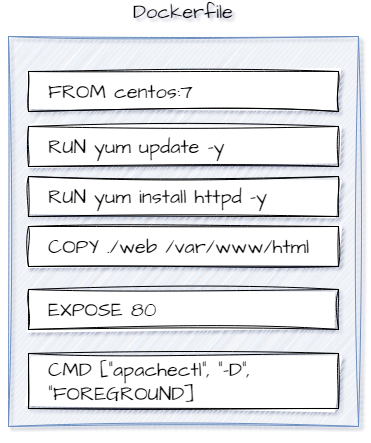 Dockerfile
FROM centos:7
RUN yum update -y
RUN yum install httpd -y
COPY ./web /var/www/html
EXPOSE 80
CMD ["apachectl", "-D",
"FOREGROUND]